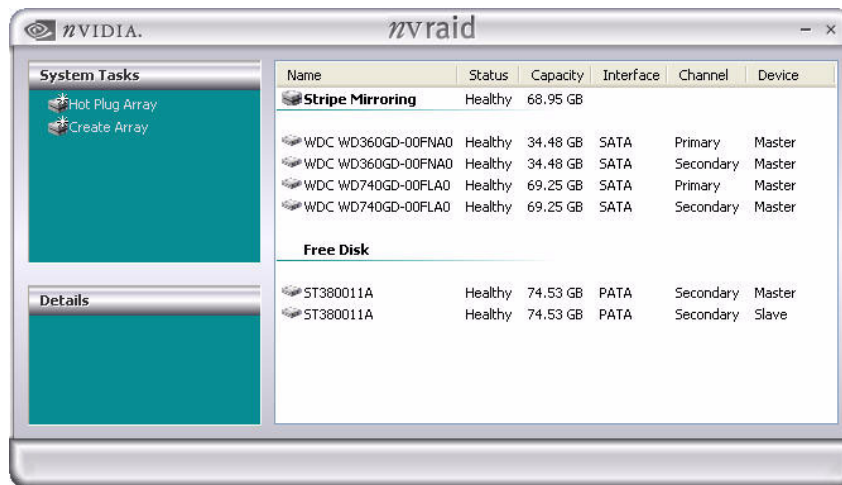 nVIDIA.
nvraid
System Tasks
Hot Plug Array
Create Array
Details
Name Status Capacity Interface Channel Device
Stripe Mirroring Healthy 68.95 GB
WDC WD360GD-00FNA0 Healthy 34.48 GB SATA Primary Master
WDC WD360GD-00FNA0 Healthy 34.48 GB SATA Secondary Master
WDC WD740GD-00FLA0 Healthy 69.25 GB SATA Primary Master
WDC WD740GD-00FLA0 Healthy 69.25 GB SATA Secondary Master
Free Disk
ST380011A Healthy 74.53 GB PATA Secondary Master
ST380011A Healthy 74.53 GB PATA Secondary Slave